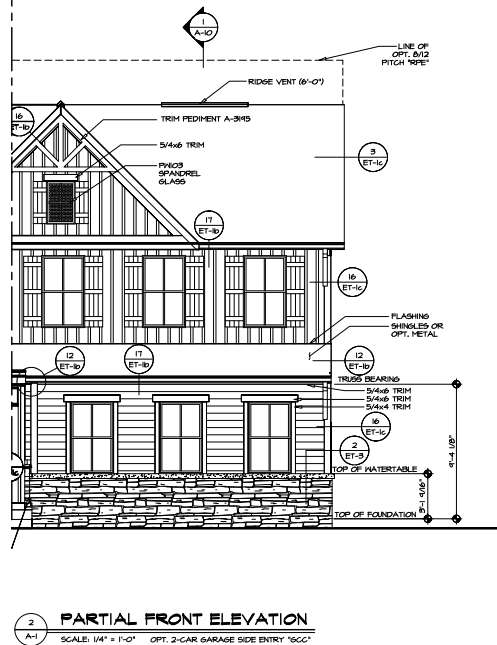 1
A-10
LINE OF
OPT. 8/12
PITCH "RPE"
RIDGE VENT (6'-0")
16
ET-1b
TRIM PEDIMENT A-3195
5/4x6 TRIM
3
ET-1c
PW103
SPANDREL
GLASS
17
ET-1b
16
ET-1c
FLASHING
SHINGLES OR
OPT. METAL
12
ET-1b
17
ET-1b
12
ET-1b
TRUSS BEARING
5/4x6 TRIM
5/4x6 TRIM
5/4x4 TRIM
16
ET-1c
2
ET-3
9'-4 1/8"
TOP OF WATERTABLE
3'-1 9/16"
TOP OF FOUNDATION
2
A-1
PARTIAL FRONT ELEVATION
SCALE: 1/4" = 1'-0" OPT. 2-CAR GARAGE SIDE ENTRY "GCC"